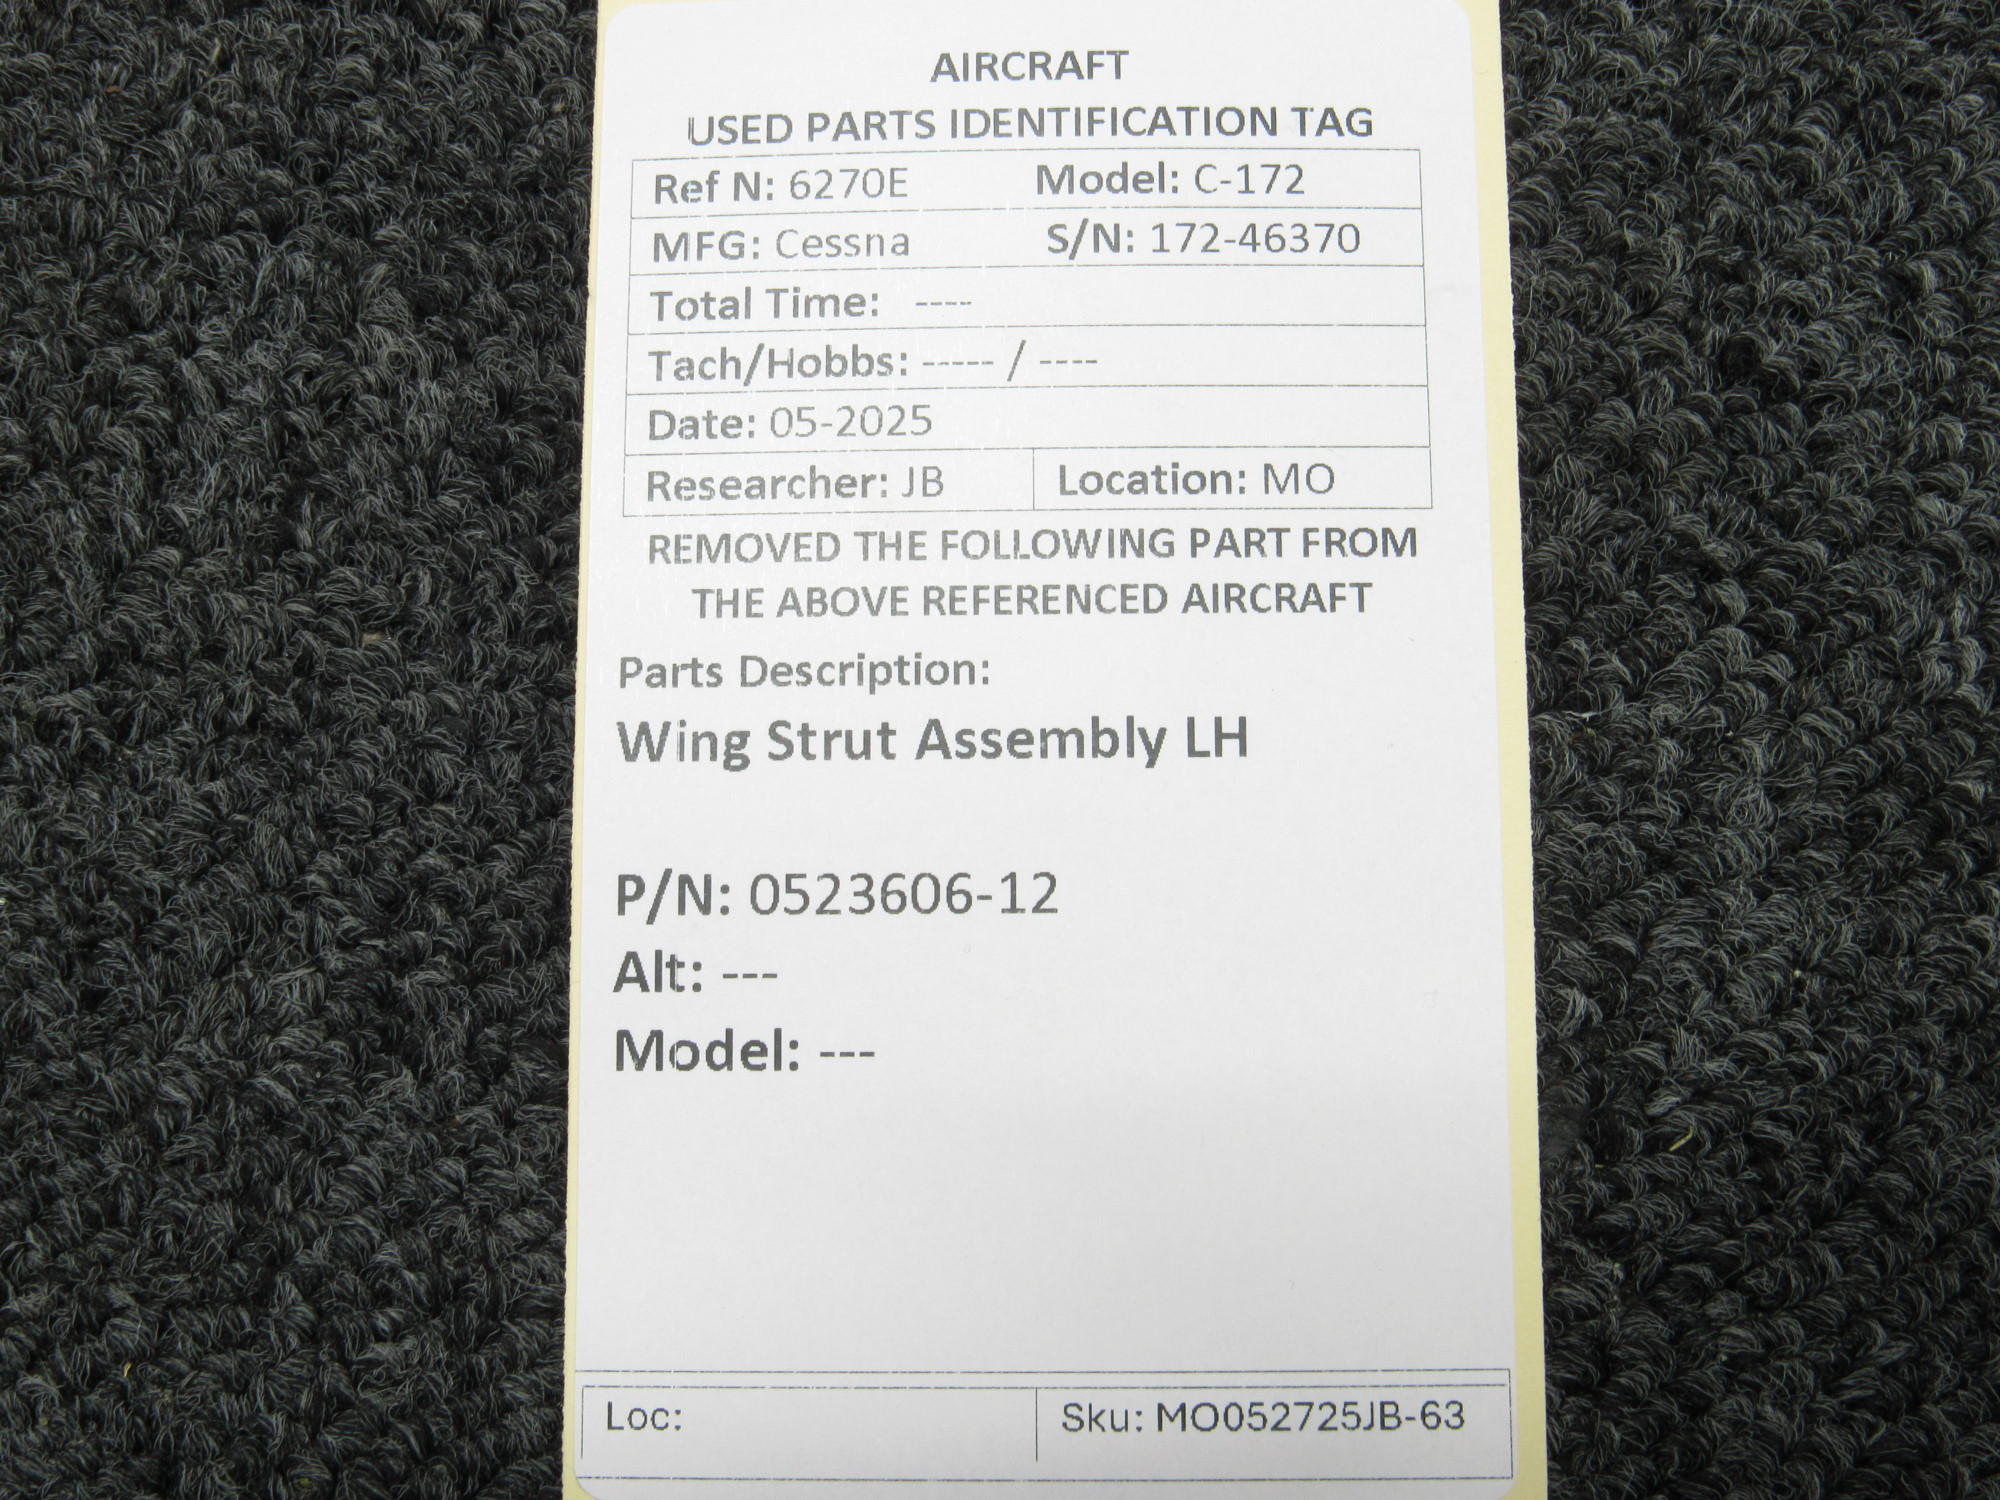 AIRCRAFT
USED PARTS IDENTIFICATION TAG
Ref N: 6270E Model: C-172
MFG: Cessna S/N: 172-46370
Total Time: ----
Tach/Hobbs: ----- / ----
Date: 05-2025
Researcher: JB Location: MO
REMOVED THE FOLLOWING PART FROM
THE ABOVE REFERENCED AIRCRAFT
Parts Description:
Wing Strut Assembly LH
P/N: 0523606-12
Alt: ---
Model: ---
Loc: Sku: MO052725JB-63